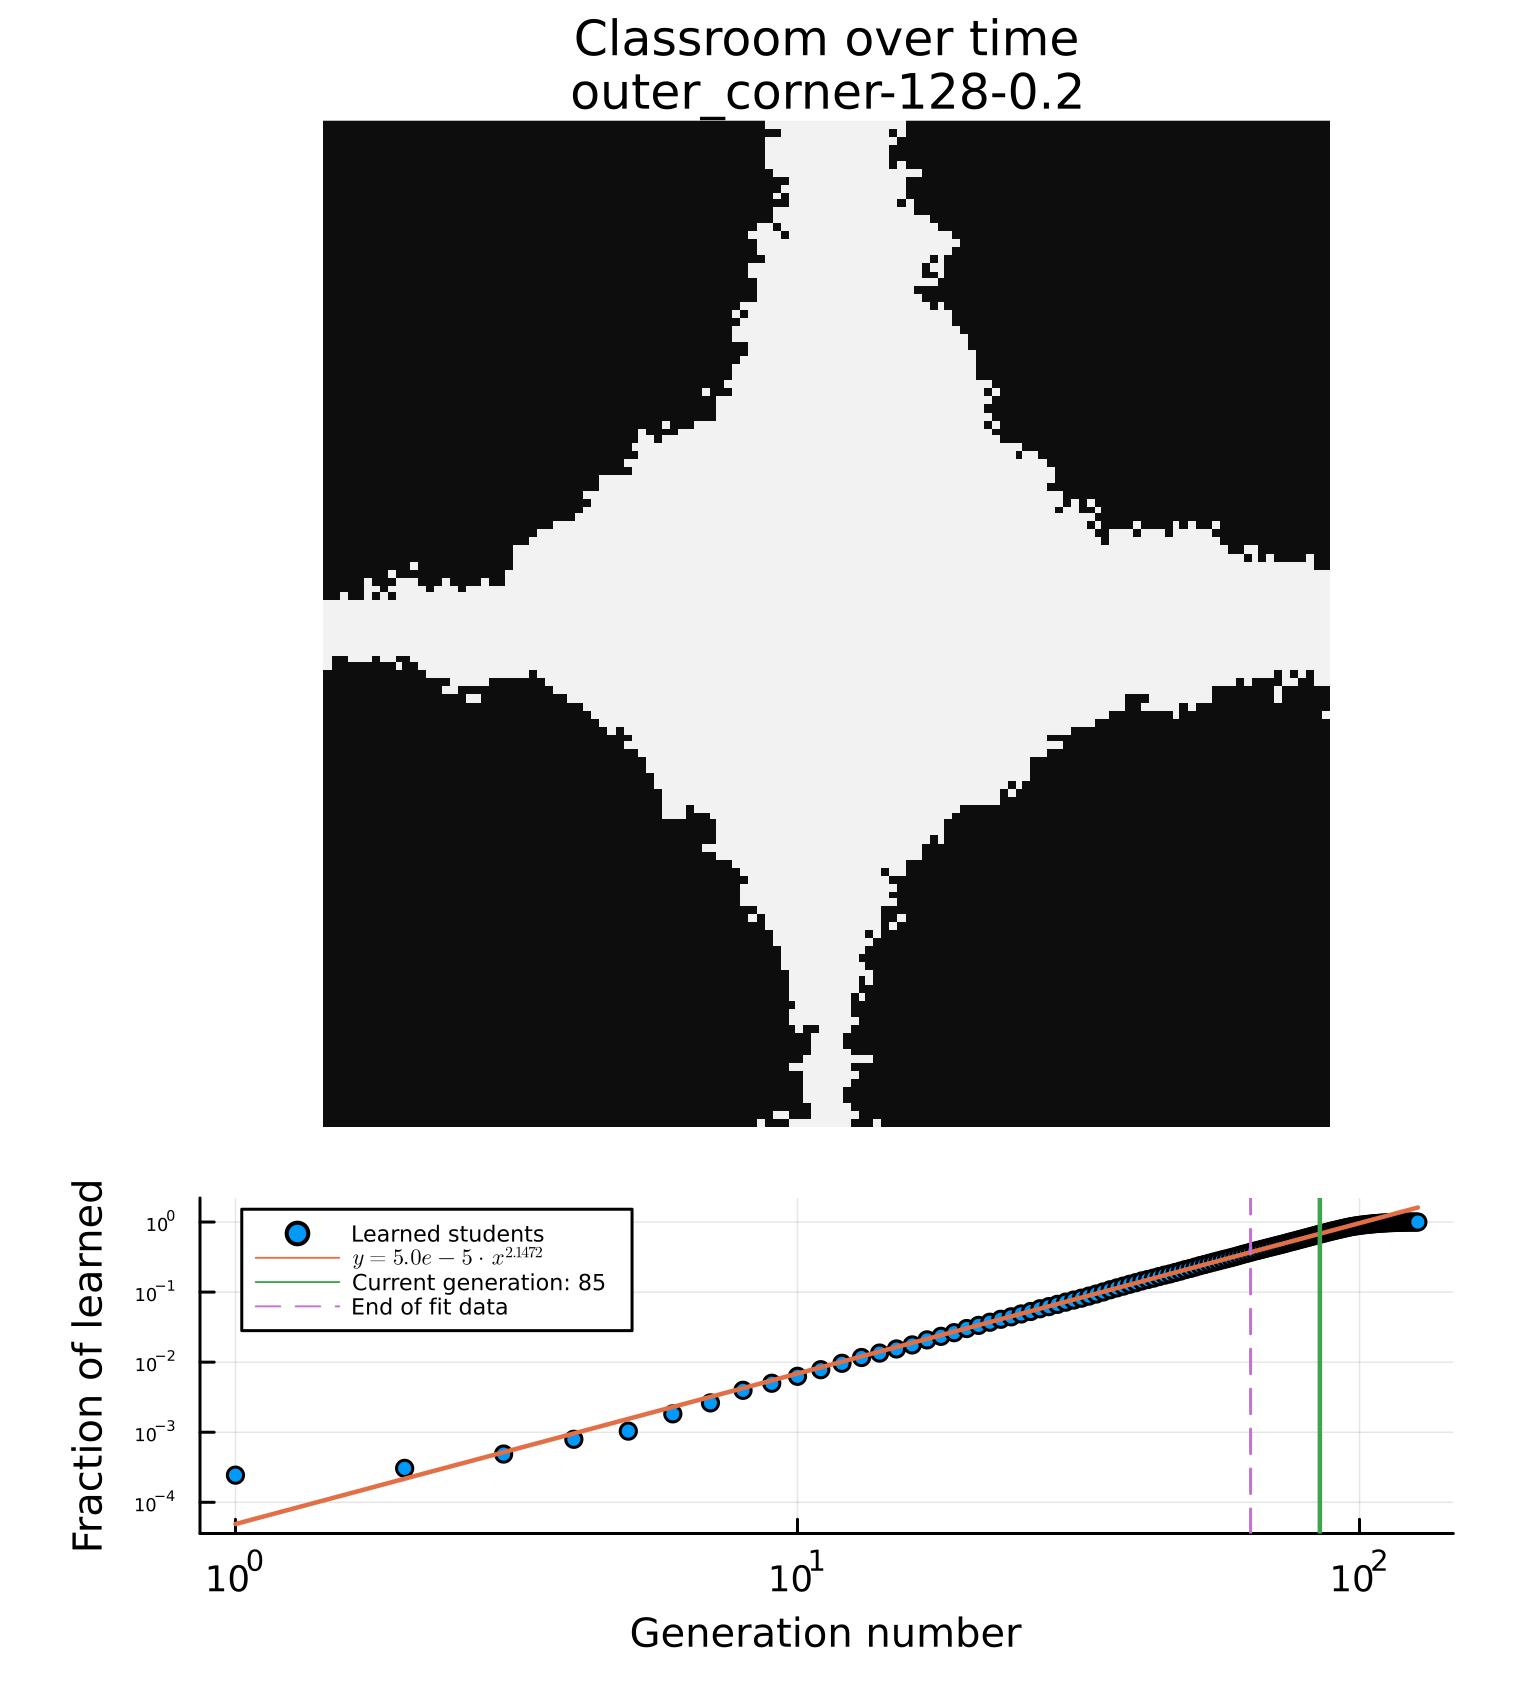 Classroom over time
outer_corner-128-0.2
Fraction of learned
10^0
10^-1
10^-2
10^-3
10^-4
Learned students
y = 5.0e − 5 · x^2.1472
Current generation: 85
End of fit data
10^0 10^1 10^2
Generation number